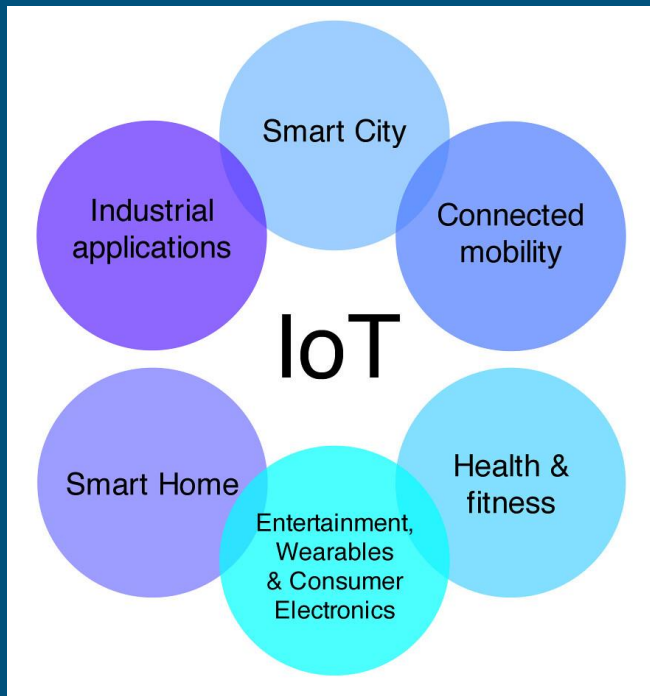 Smart City
Industrial
applications
Connected
mobility
IoT
Smart Home
Health &
fitness
Entertainment,
Wearables
& Consumer
Electronics